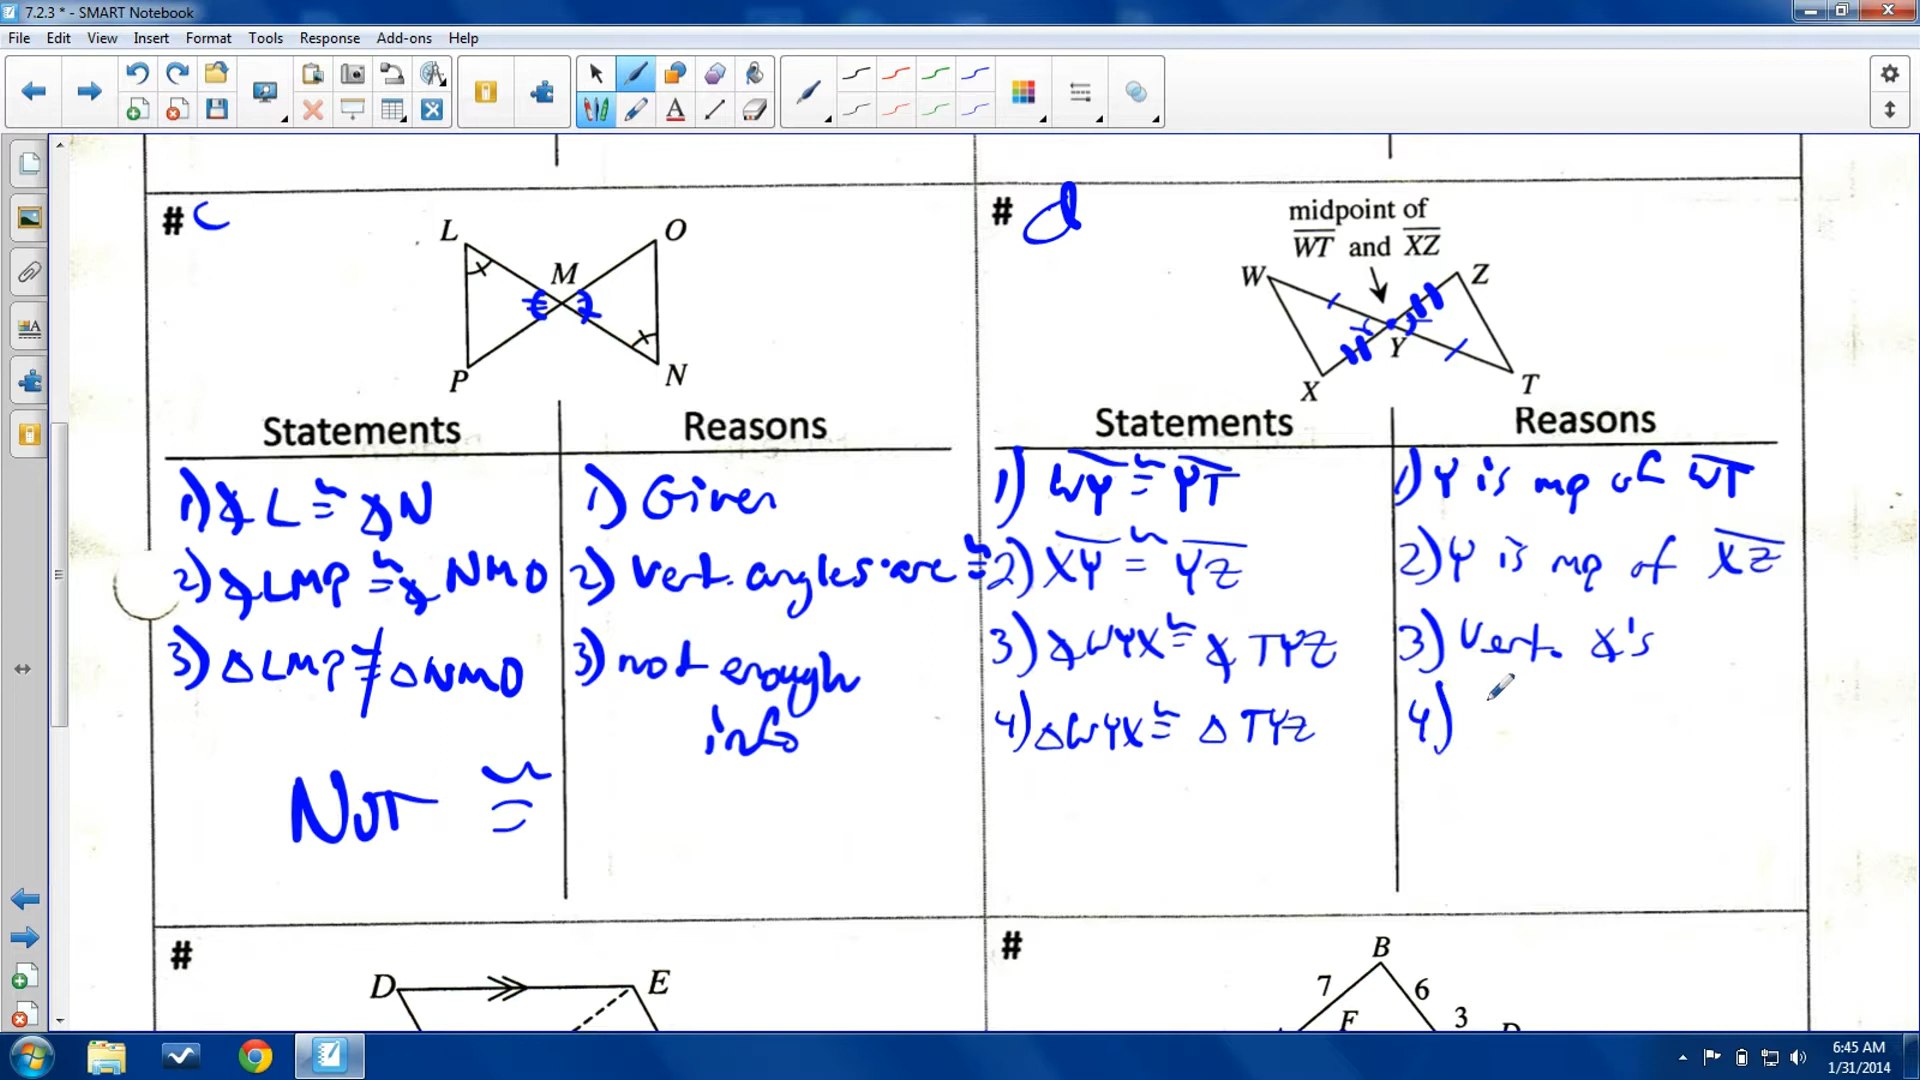 7.2.3 * - SMART Notebook
File Edit View Insert Format Tools Response Add-ons Help
# c
L
O
M
P
N
Statements Reasons
1) ∡L ≅ ∡N 1) Given
2) ∡LMP ≅ ∡NMO 2) Vert. angles are ≅
3) △LMP ≇ △NMO 3) not enough
info
NOT ≅
# d
midpoint of
WT and XZ
W
Z
Y
X
T
Statements Reasons
1) WY ≅ YT 1) Y is mp of WT
2) XY ≅ YZ 2) Y is mp of XZ
3) ∡WYX ≅ ∡TYZ 3) Vert. ∡'s
4) △WYX ≅ △TYZ 4)
#
D
E
#
B
7
6
F
3
6:45 AM
1/31/2014